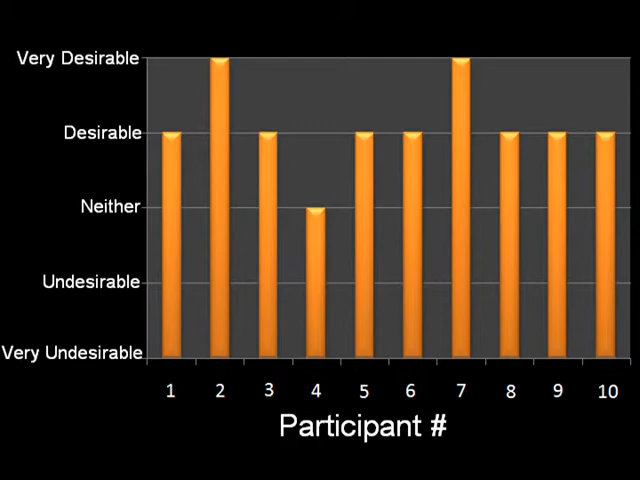 Very Desirable
Desirable
Neither
Undesirable
Very Undesirable
1 2 3 4 5 6 7 8 9 10
Participant #